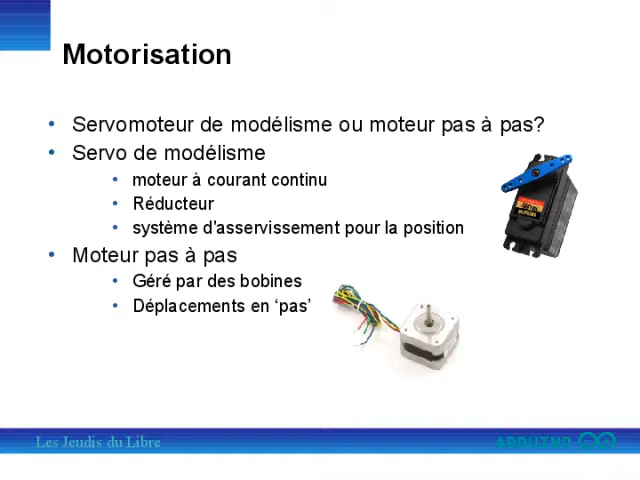 Motorisation
• Servomoteur de modélisme ou moteur pas à pas?
• Servo de modélisme
• moteur à courant continu
• Réducteur
• système d'asservissement pour la position
• Moteur pas à pas
• Géré par des bobines
• Déplacements en ‘pas’
Les Jeudis du Libre
ARDUINO